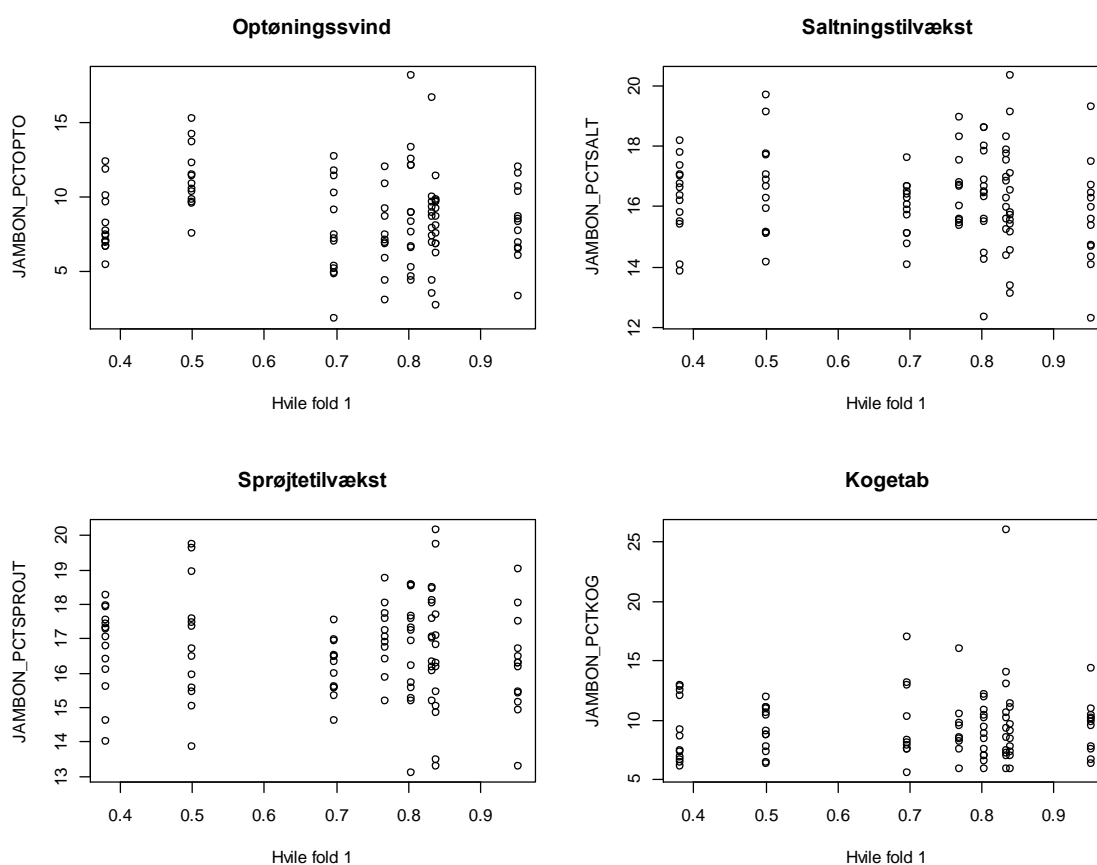 Optøningssvind
JAMBON_PCTOPTO
15
10
5
0.4 0.5 0.6 0.7 0.8 0.9
Hvile fold 1
Saltningstilvækst
JAMBON_PCTSALT
20
18
16
14
12
0.4 0.5 0.6 0.7 0.8 0.9
Hvile fold 1
Sprøjtetilvækst
JAMBON_PCTSPROJT
20
19
18
17
16
15
14
13
0.4 0.5 0.6 0.7 0.8 0.9
Hvile fold 1
Kogetab
JAMBON_PCTKOG
25
20
15
10
5
0.4 0.5 0.6 0.7 0.8 0.9
Hvile fold 1